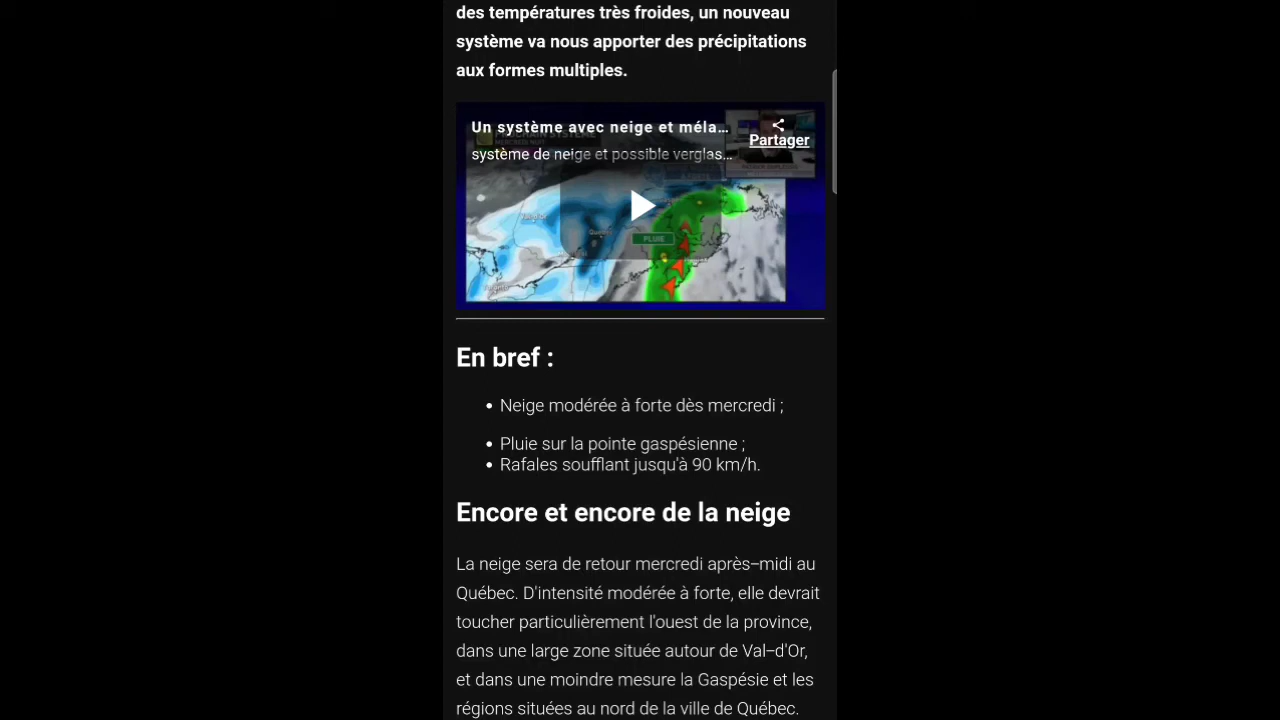 des températures très froides, un nouveau
système va nous apporter des précipitations
aux formes multiples.
Un système avec neige et méla…
système de neige et possible verglas…
Partager
PLUIE
En bref :
• Neige modérée à forte dès mercredi ;
• Pluie sur la pointe gaspésienne ;
• Rafales soufflant jusqu'à 90 km/h.
Encore et encore de la neige
La neige sera de retour mercredi après–midi au
Québec. D'intensité modérée à forte, elle devrait
toucher particulièrement l'ouest de la province,
dans une large zone située autour de Val–d'Or,
et dans une moindre mesure la Gaspésie et les
régions situées au nord de la ville de Québec.